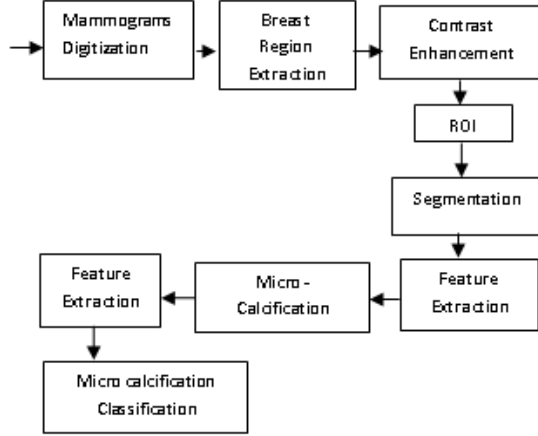 Mammograms
Digitization
Breast
Region
Extraction
Contrast
Enhancement
ROI
Segmentation
Feature
Extraction
Micro -
Calcification
Feature
Extraction
Micro calcification
Classification